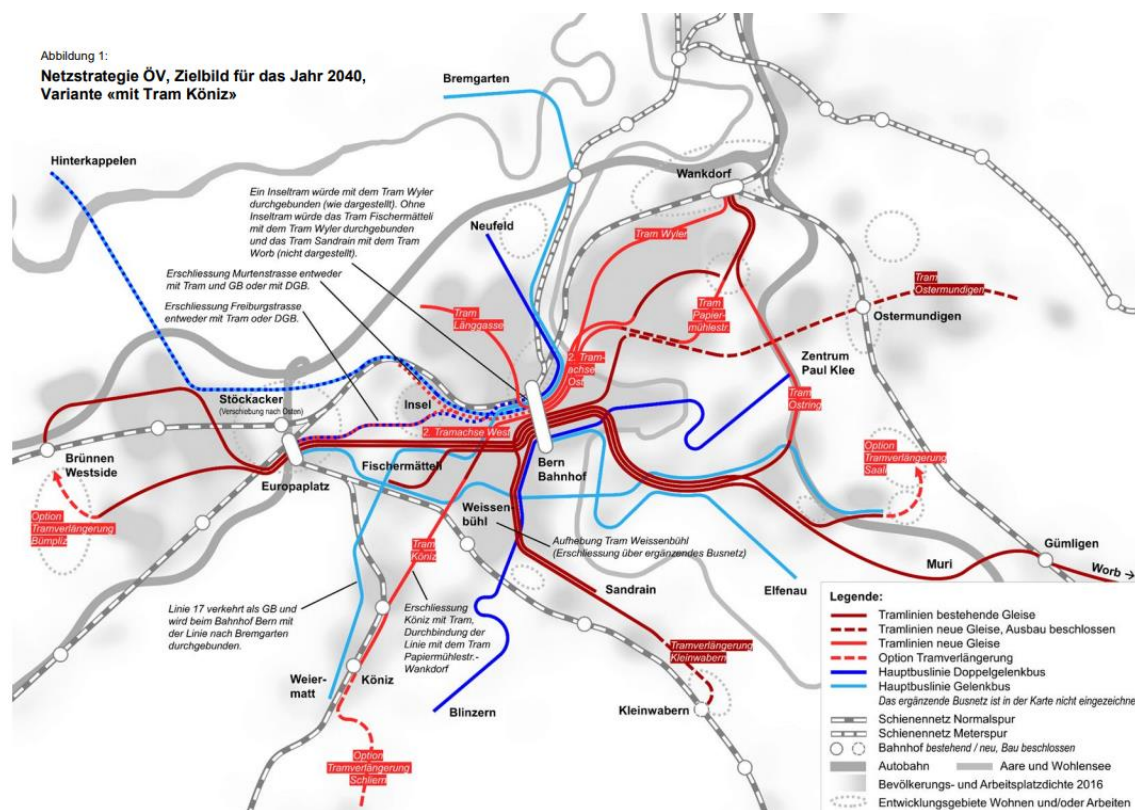 Abbildung 1:
Netzstrategie ÖV, Zielbild für das Jahr 2040,
Variante «mit Tram Köniz»
Bremgarten
Hinterkappelen
Wankdorf
Ein Inseltram würde mit dem Tram Wyler
durchgebunden (wie dargestellt). Ohne
Inseltram würde das Tram Fischermätteli
mit dem Tram Wyler durchgebunden
und das Tram Sandrain mit dem Tram
Worb (nicht dargestellt).
Neufeld
Tram Wyler
Erschliessung Murtenstrasse entweder
mit Tram und GB oder mit DGB.
Erschliessung Freiburgstrasse
entweder mit Tram oder DGB.
Tram
Länggasse
Tram
Papier-
mühlestr.
Tram
Ostermundigen
Ostermundigen
2. Tram-
achse
Ost
Zentrum
Paul Klee
Stöckacker
(Verschiebung nach Osten)
Insel
Tram
Ostring
2. Tramachse West
Brünnen
Westside
Europaplatz
Fischermätteli
Bern
Bahnhof
Option
Tramverlängerung
Saali
Option
Tramverlängerung
Bümpliz
Weissen-
bühl
Aufhebung Tram Weissenbühl
(Erschliessung über ergänzendes Busnetz)
Tram
Köniz
Gümligen
Muri
Worb →
Sandrain
Elfenau
Linie 17 verkehrt als GB und
wird beim Bahnhof Bern mit
der Linie nach Bremgarten
durchgebunden.
Erschliessung
Köniz mit Tram,
Durchbindung der
Linie mit dem Tram
Papiermühlestr.-
Wankdorf
Tramverlängerung
Kleinwabern
Weier-
matt
Köniz
Blinzern
Kleinwabern
Option
Tramverlängerung
Schliern
Legende:
Tramlinien bestehende Gleise
Tramlinien neue Gleise, Ausbau beschlossen
Tramlinien neue Gleise
Option Tramverlängerung
Hauptbuslinie Doppelgelenkbus
Hauptbuslinie Gelenkbus
Das ergänzende Busnetz ist in der Karte nicht eingezeichne
Schienennetz Normalspur
Schienennetz Meterspur
Bahnhof bestehend / neu, Bau beschlossen
Autobahn Aare und Wohlensee
Bevölkerungs- und Arbeitsplatzdichte 2016
Entwicklungsgebiete Wohnen und/oder Arbeiten